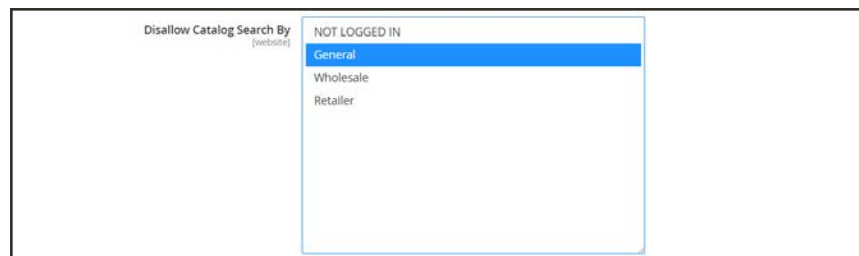 Disallow Catalog Search By
[website]
NOT LOGGED IN
General
Wholesale
Retailer